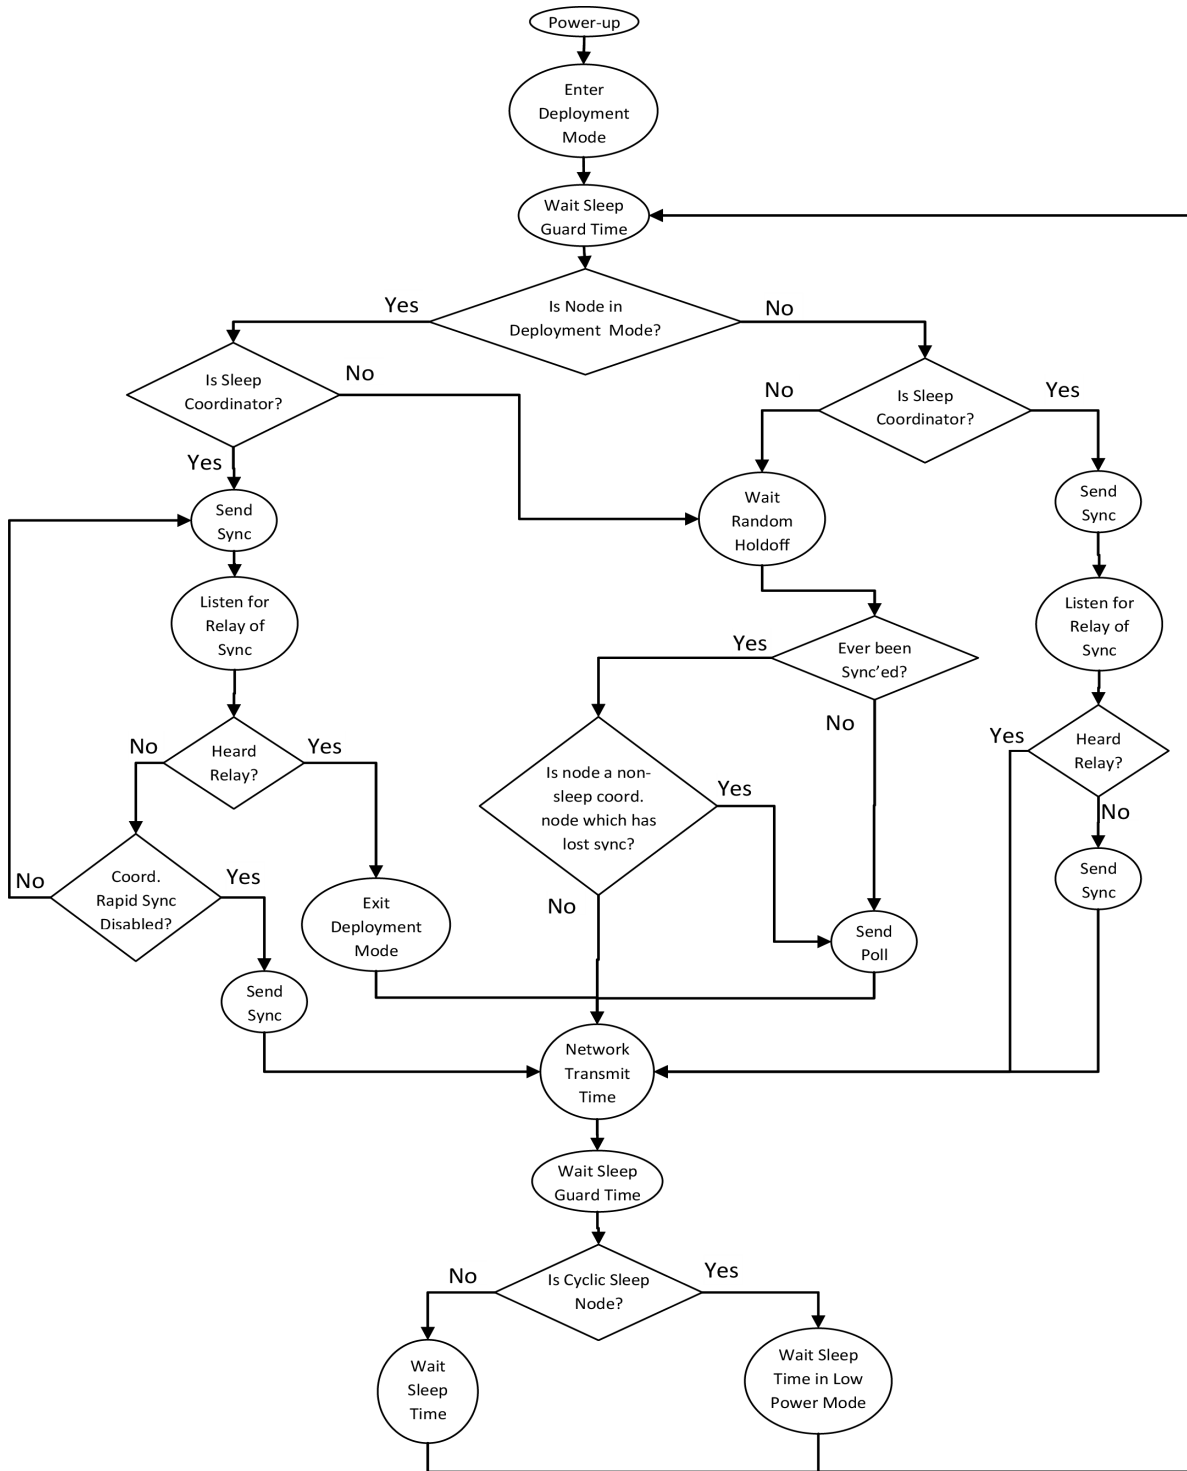 Power-up
Enter
Deployment
Mode
Wait Sleep
Guard Time
Is Node in
Deployment Mode?
Yes
No
Is Sleep
Coordinator?
No
Yes
Is Sleep
Coordinator?
No
Yes
Send
Sync
Wait
Random
Holdoff
Send
Sync
Listen for
Relay of
Sync
Ever been
Sync'ed?
Yes
No
Listen for
Relay of
Sync
Heard
Relay?
No
Yes
Is node a non-
sleep coord.
node which has
lost sync?
Yes
No
Heard
Relay?
Yes
No
Coord.
Rapid Sync
Disabled?
No
Yes
Exit
Deployment
Mode
Send
Poll
Send
Sync
Send
Sync
Network
Transmit
Time
Wait Sleep
Guard Time
Is Cyclic Sleep
Node?
No
Yes
Wait
Sleep
Time
Wait Sleep
Time in Low
Power Mode